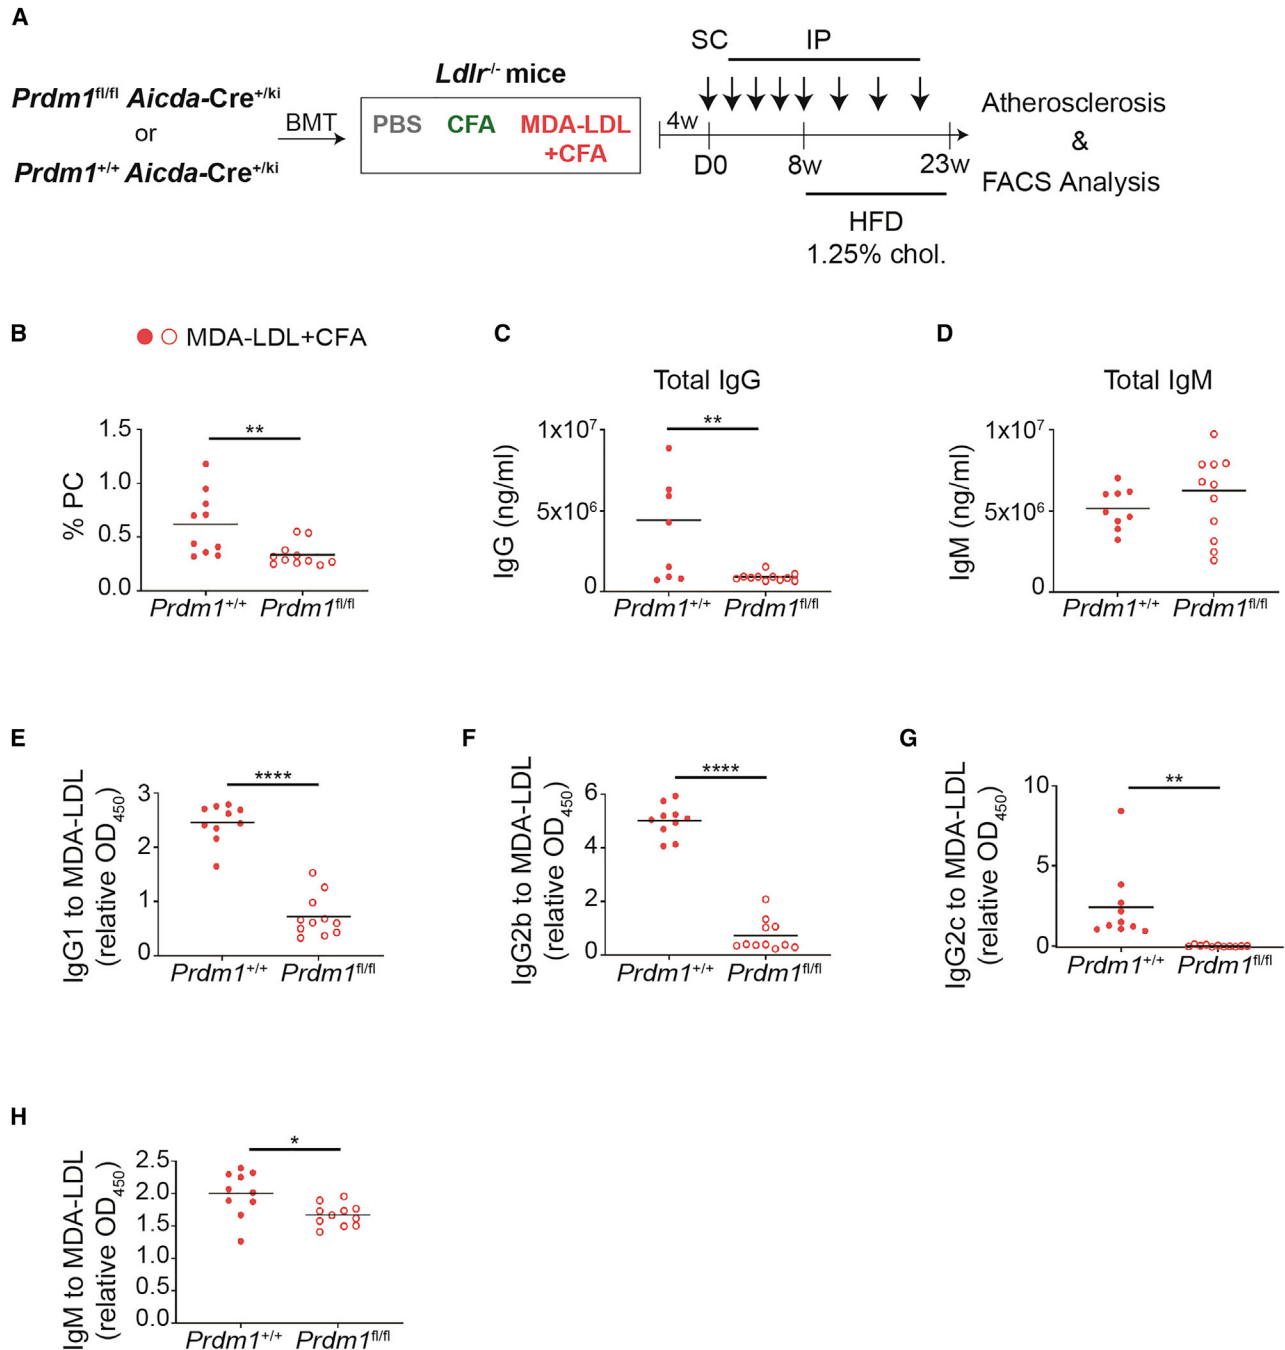 A
Prdm1fl/fl Aicda-Cre+/ki
or
Prdm1+/+ Aicda-Cre+/ki
BMT
Ldlr-/- mice
PBS CFA MDA-LDL
+CFA
SC IP
4w
D0 8w 23w
HFD
1.25% chol.
Atherosclerosis
&
FACS Analysis
B
MDA-LDL+CFA
% PC
1.5
1.0
0.5
0.0
**
Prdm1+/+ Prdm1fl/fl
C
Total IgG
IgG (ng/ml)
1x10⁷
5x10⁶
0
**
Prdm1+/+ Prdm1fl/fl
D
Total IgM
IgM (ng/ml)
1x10⁷
5x10⁶
0
Prdm1+/+ Prdm1fl/fl
E
IgG1 to MDA-LDL
(relative OD450)
3
2
1
0
****
Prdm1+/+ Prdm1fl/fl
F
IgG2b to MDA-LDL
(relative OD450)
6
4
2
0
****
Prdm1+/+ Prdm1fl/fl
G
IgG2c to MDA-LDL
(relative OD450)
10
5
0
**
Prdm1+/+ Prdm1fl/fl
H
IgM to MDA-LDL
(relative OD450)
2.5
2.0
1.5
1.0
0.5
0.0
*
Prdm1+/+ Prdm1fl/fl